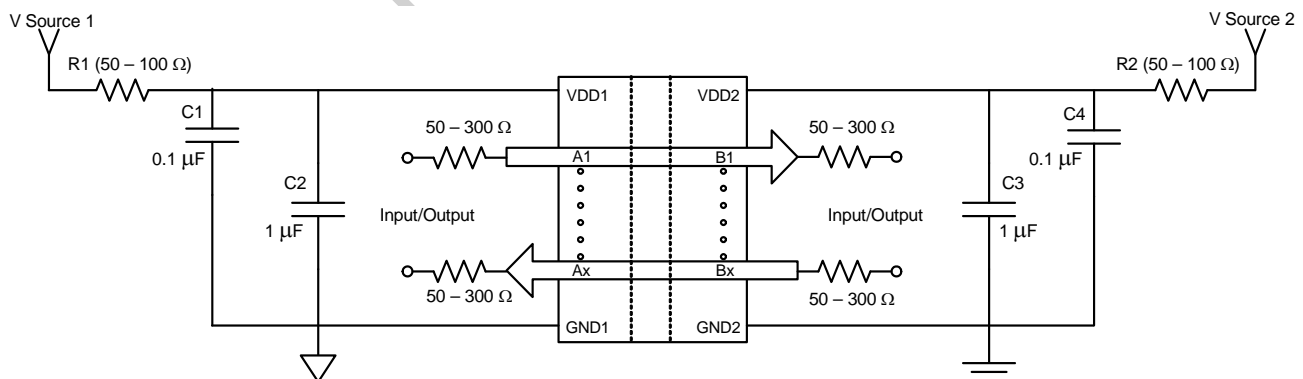 V Source 1
V Source 2
R1 (50 – 100 Ω)
R2 (50 – 100 Ω)
VDD1
VDD2
C1
C4
50 – 300 Ω
50 – 300 Ω
0.1 μF
0.1 μF
A1
B1
C2
C3
Input/Output
Input/Output
1 μF
1 μF
Ax
Bx
50 – 300 Ω
50 – 300 Ω
GND1
GND2